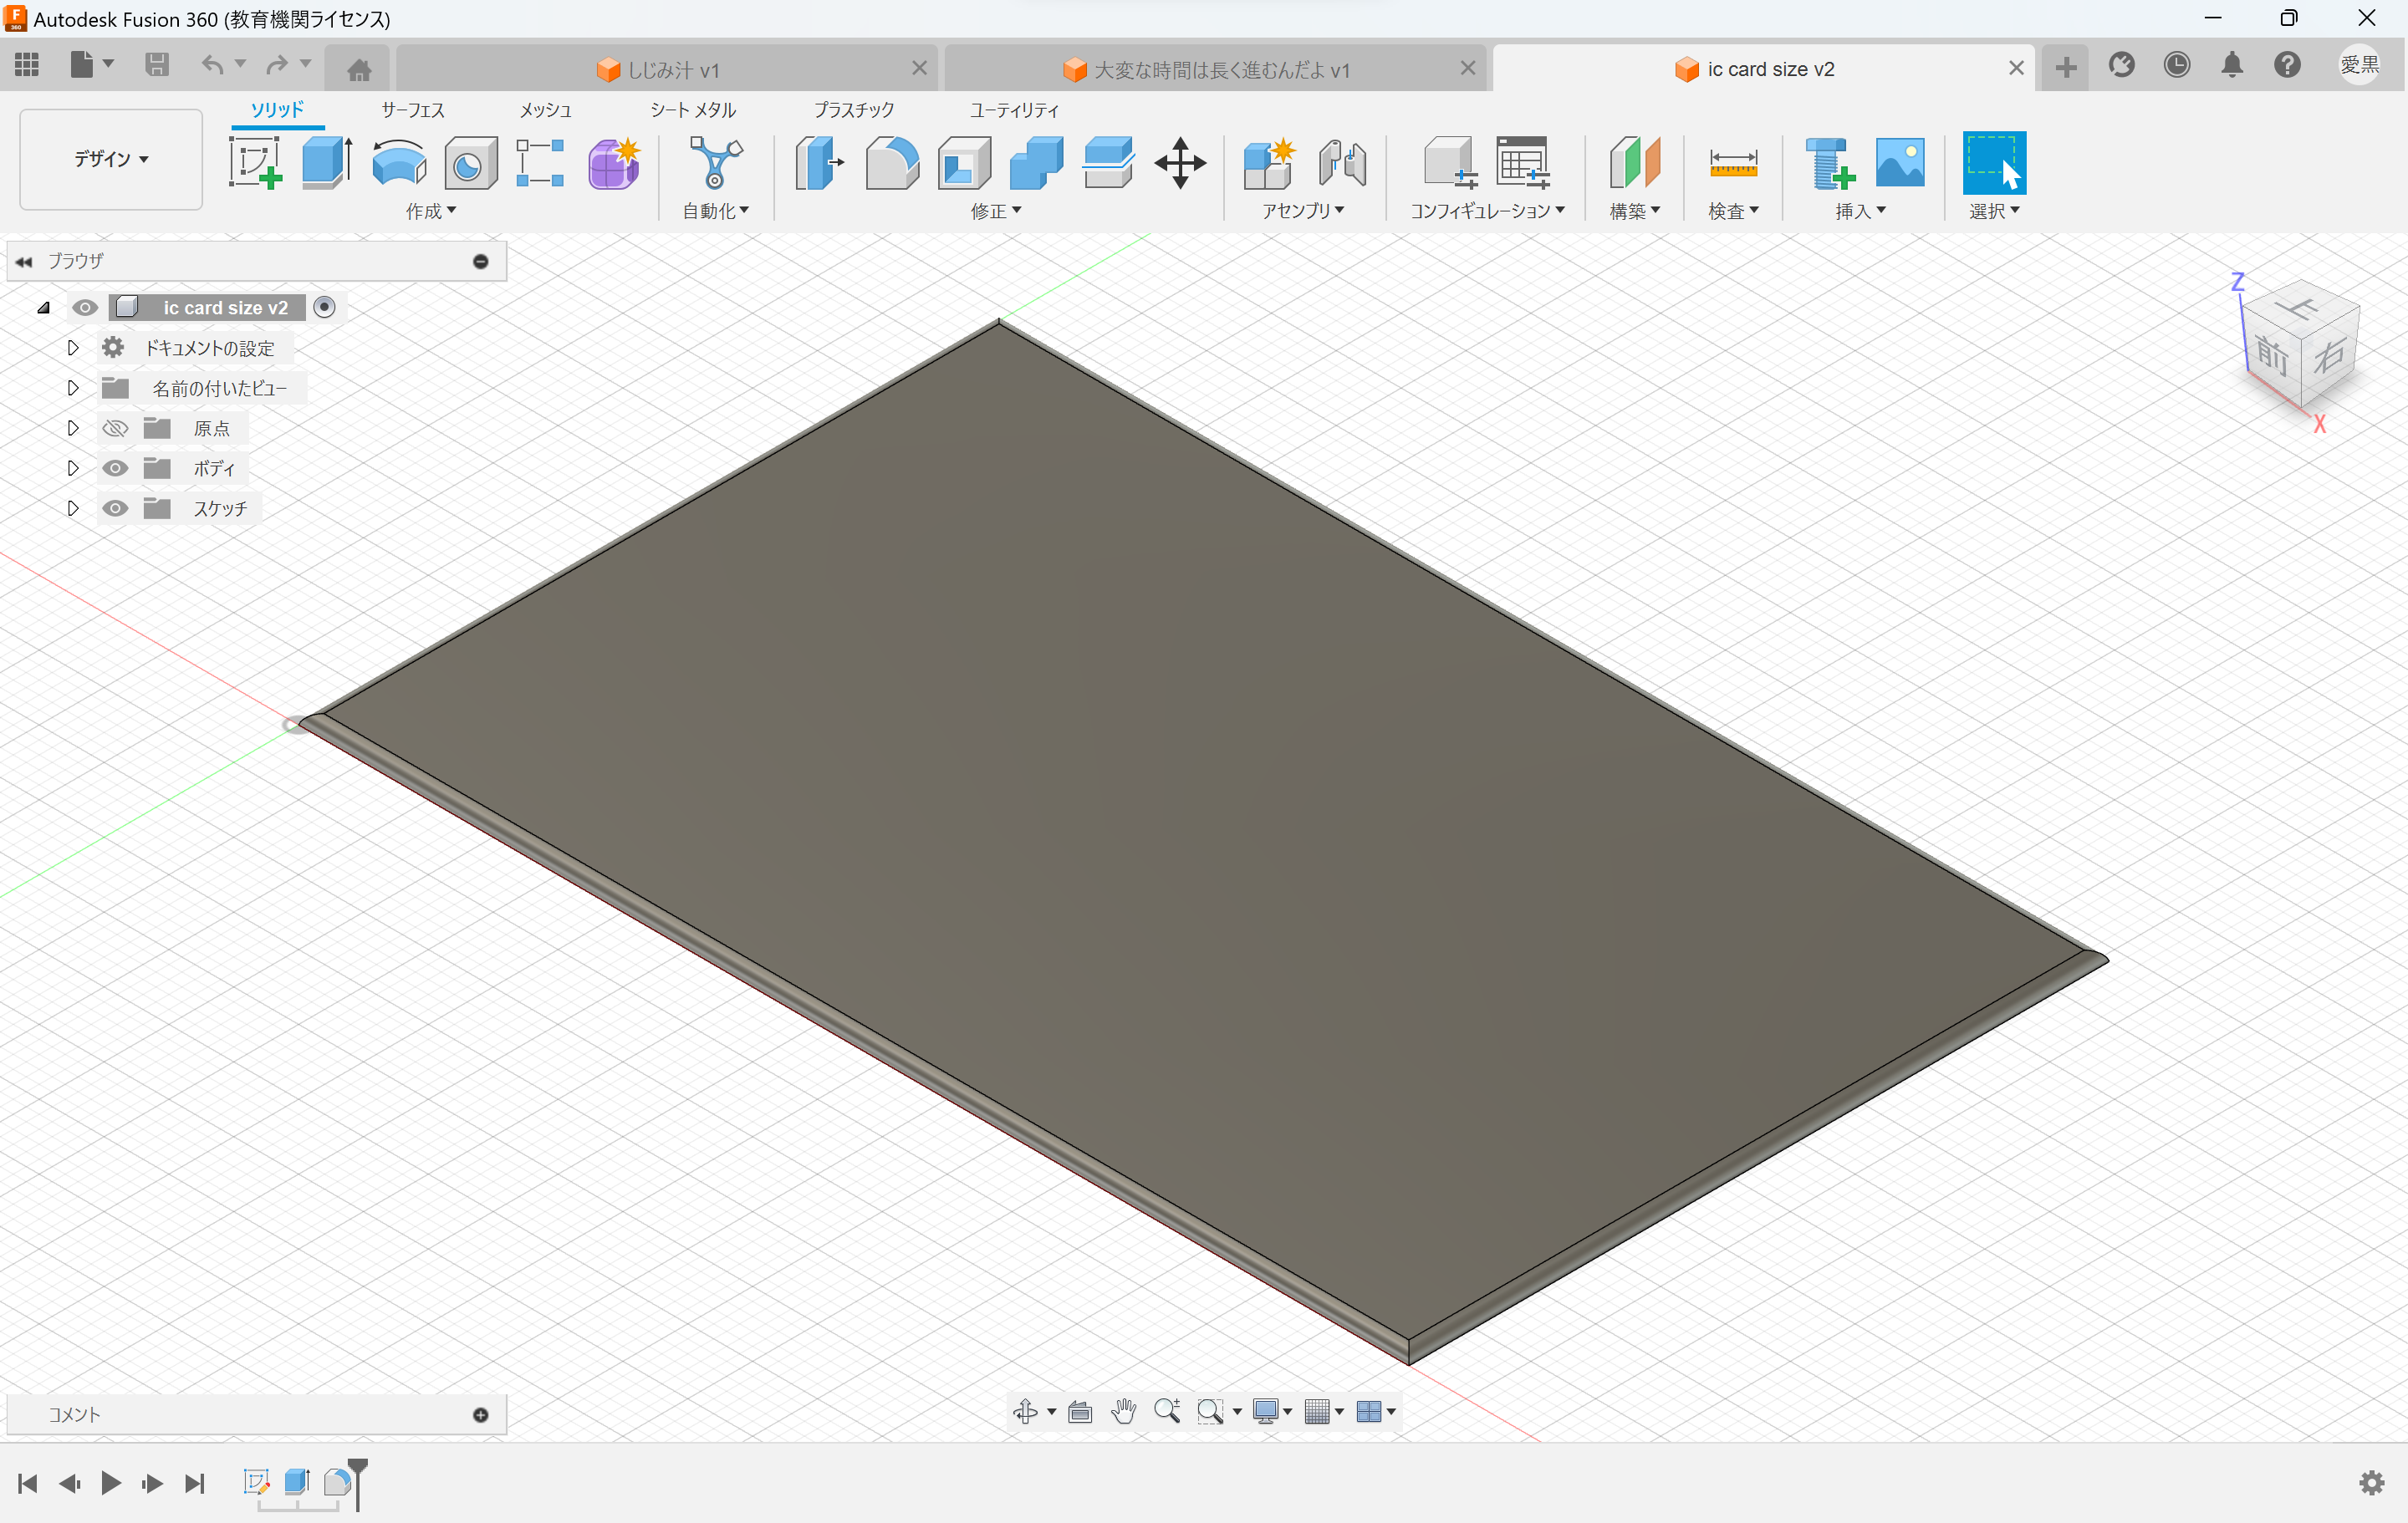 Autodesk Fusion 360 (教育機関ライセンス)
しじみ汁 v1
大変な時間は長く進むんだよ v1
ic card size v2
愛黒
デザイン
ソリッド
サーフェス
メッシュ
シート メタル
プラスチック
ユーティリティ
作成
自動化
修正
アセンブリ
コンフィギュレーション
構築
検査
挿入
選択
ブラウザ
ic card size v2
ドキュメントの設定
名前の付いたビュー
原点
ボディ
スケッチ
Z
上
前
右
X
コメント